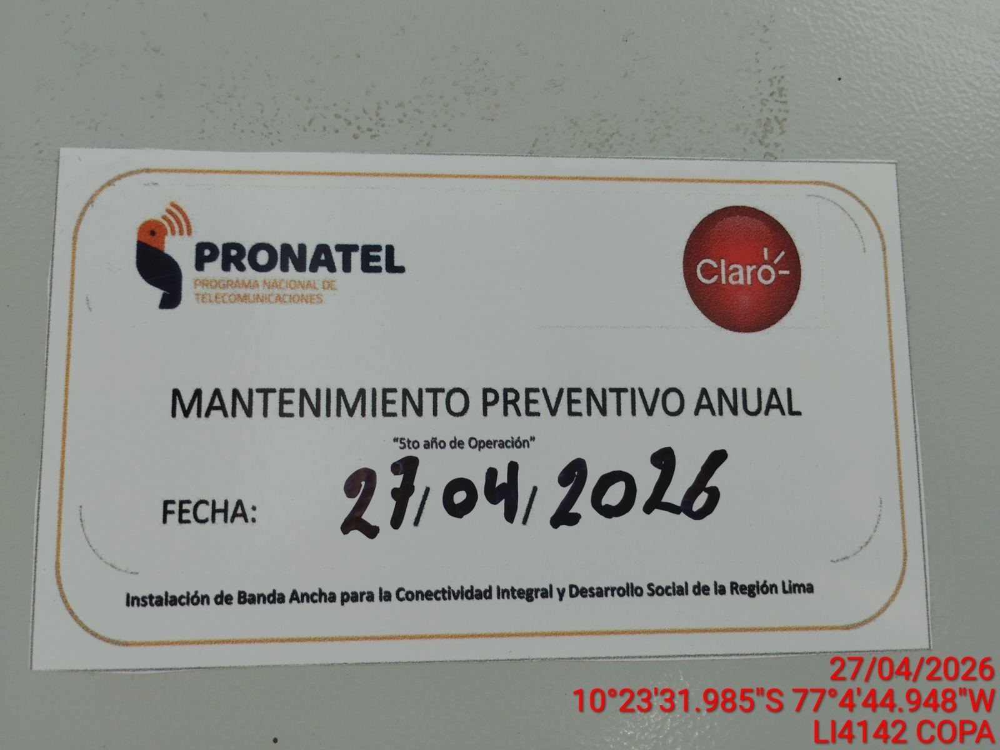 PRONATEL
PROGRAMA NACIONAL DE
TELECOMUNICACIONES
Claro
MANTENIMIENTO PREVENTIVO ANUAL
"5to año de Operación"
FECHA: 27/04/2026
Instalación de Banda Ancha para la Conectividad Integral y Desarrollo Social de la Región Lima
27/04/2026
10°23'31.985"S 77°4'44.948"W
LI4142 COPA